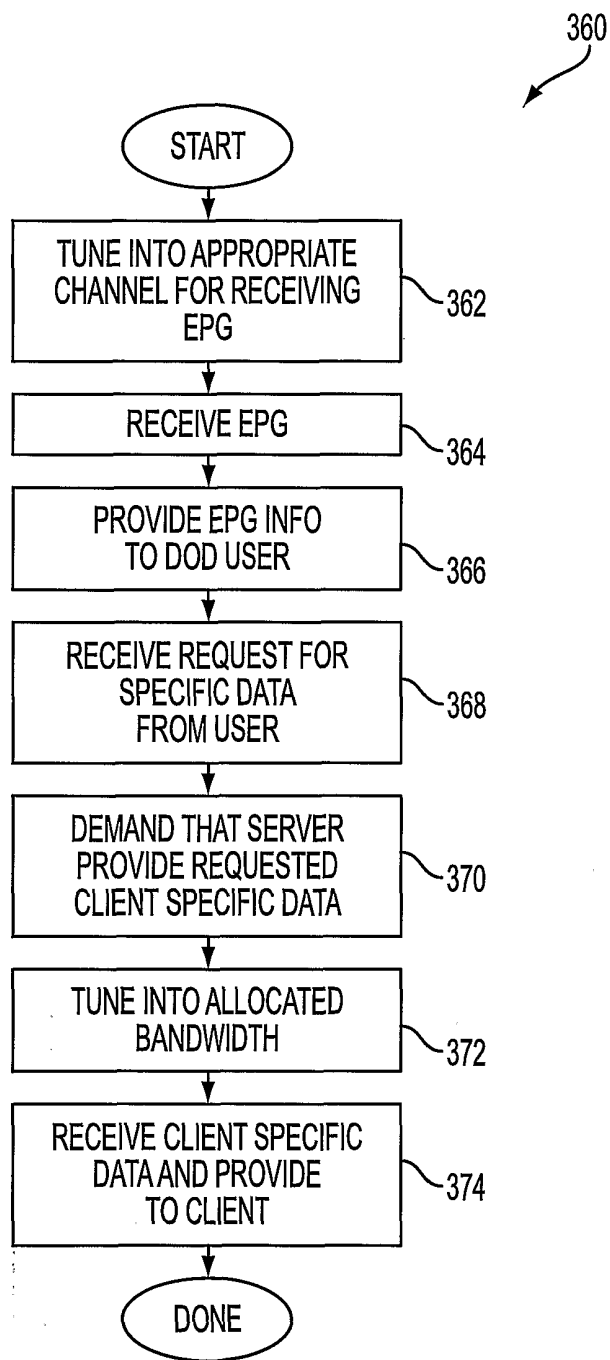 360
START
TUNE INTO APPROPRIATE
CHANNEL FOR RECEIVING
EPG
362
RECEIVE EPG
364
PROVIDE EPG INFO
TO DOD USER
366
RECEIVE REQUEST FOR
SPECIFIC DATA
FROM USER
368
DEMAND THAT SERVER
PROVIDE REQUESTED
CLIENT SPECIFIC DATA
370
TUNE INTO ALLOCATED
BANDWIDTH
372
RECEIVE CLIENT SPECIFIC
DATA AND PROVIDE
TO CLIENT
374
DONE